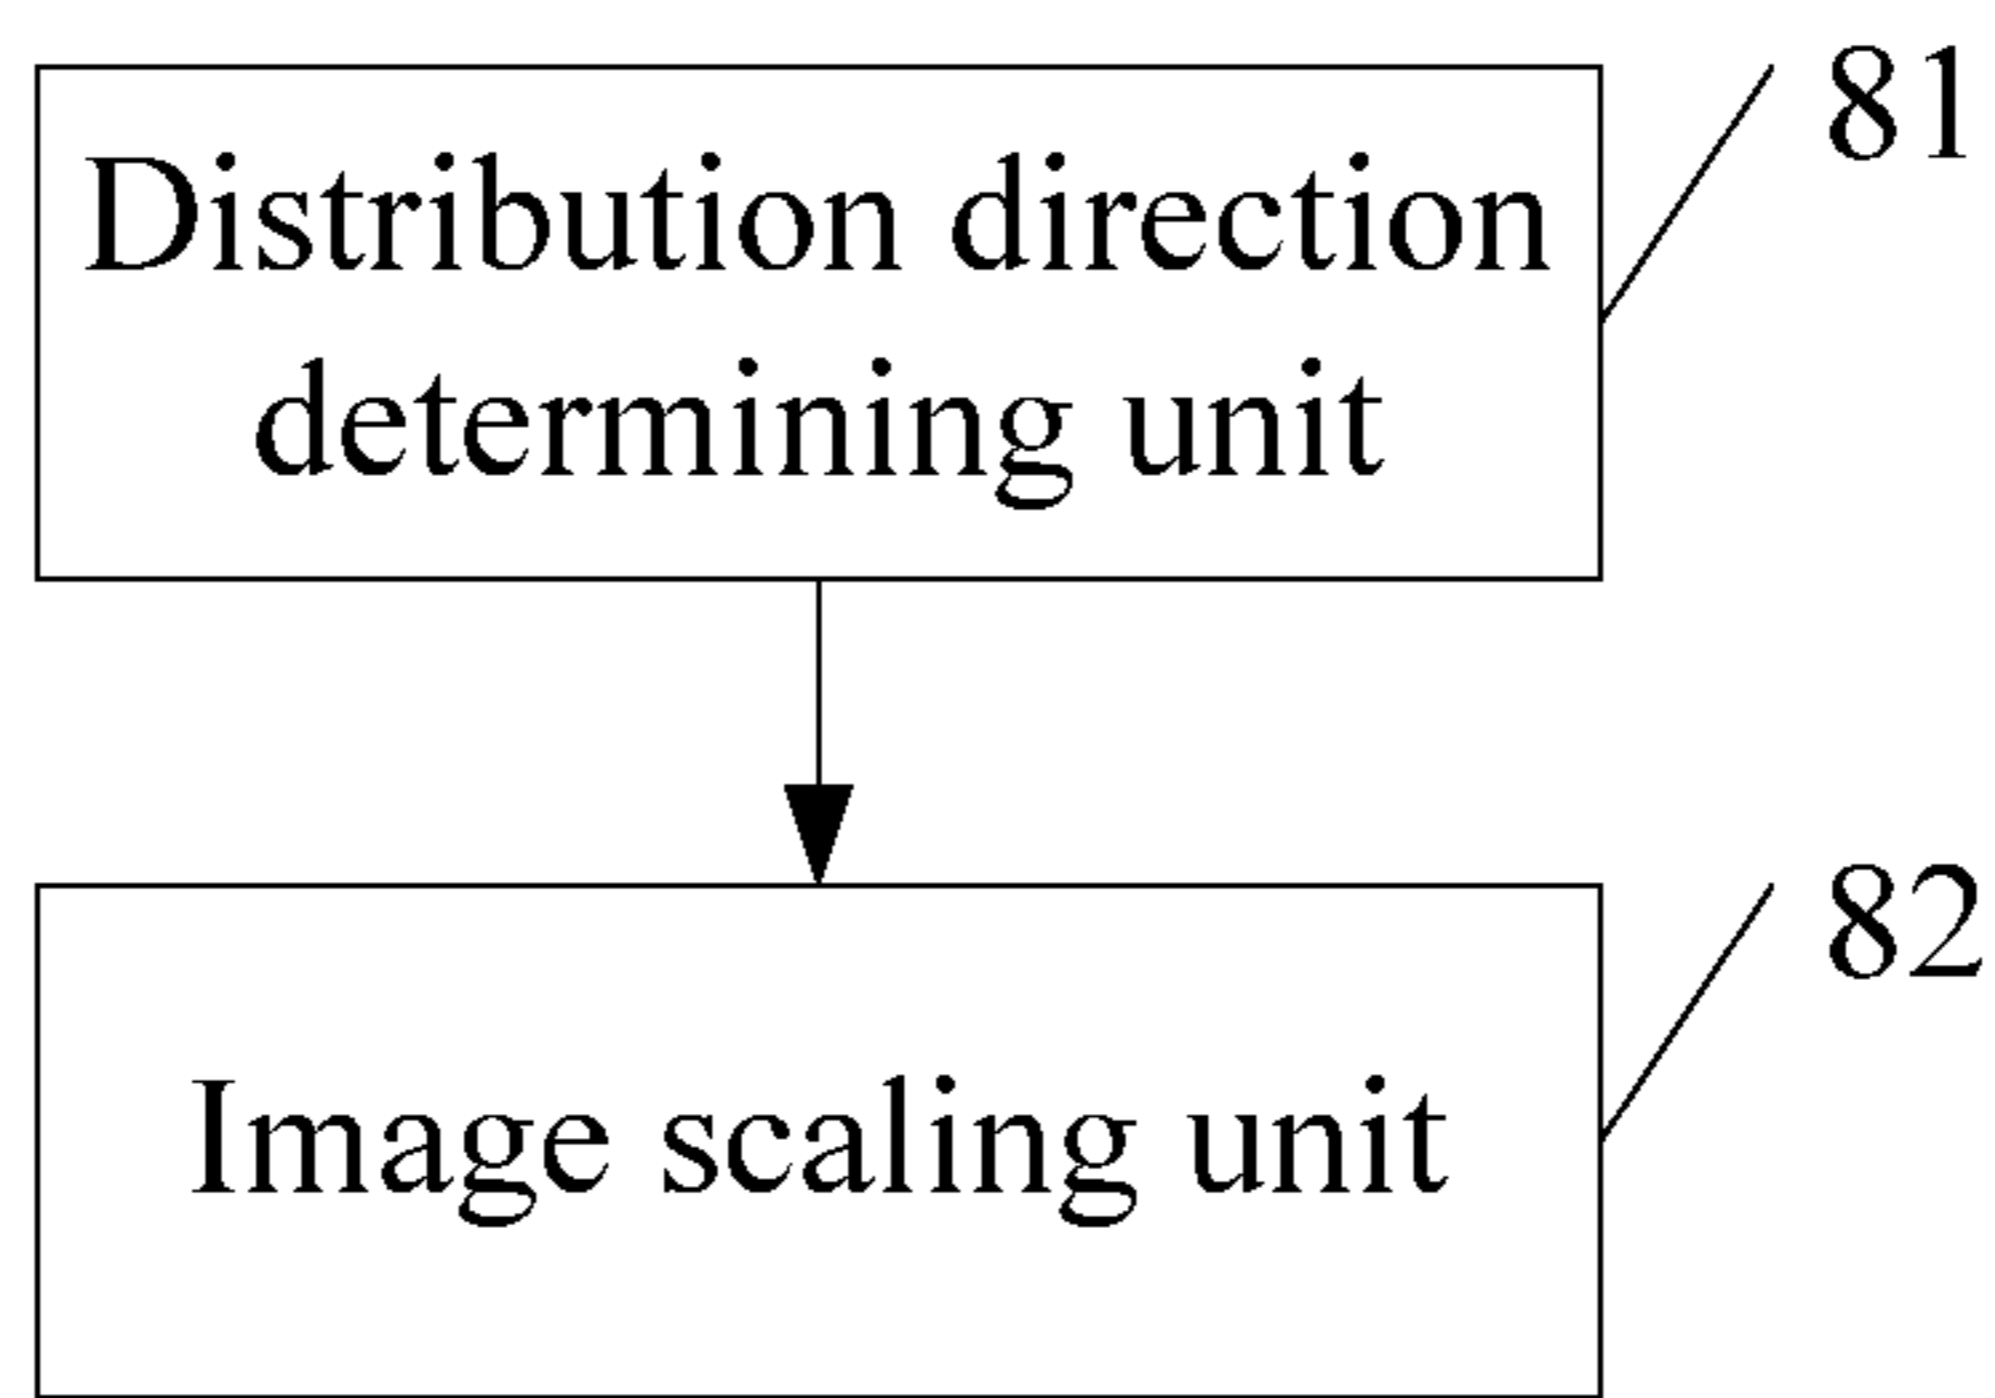 81
Distribution direction
determining unit
82
Image scaling unit